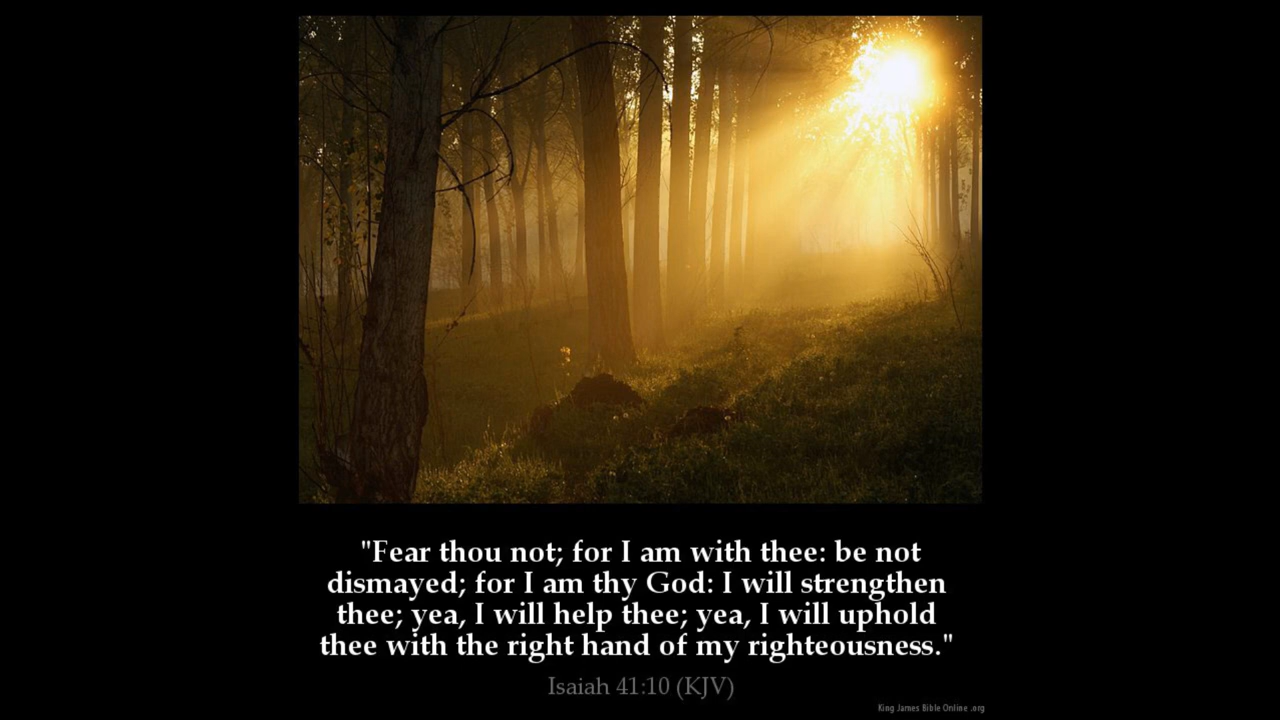 "Fear thou not; for I am with thee: be not
dismayed; for I am thy God: I will strengthen
thee; yea, I will help thee; yea, I will uphold
thee with the right hand of my righteousness."
Isaiah 41:10 (KJV)
King James Bible Online .org